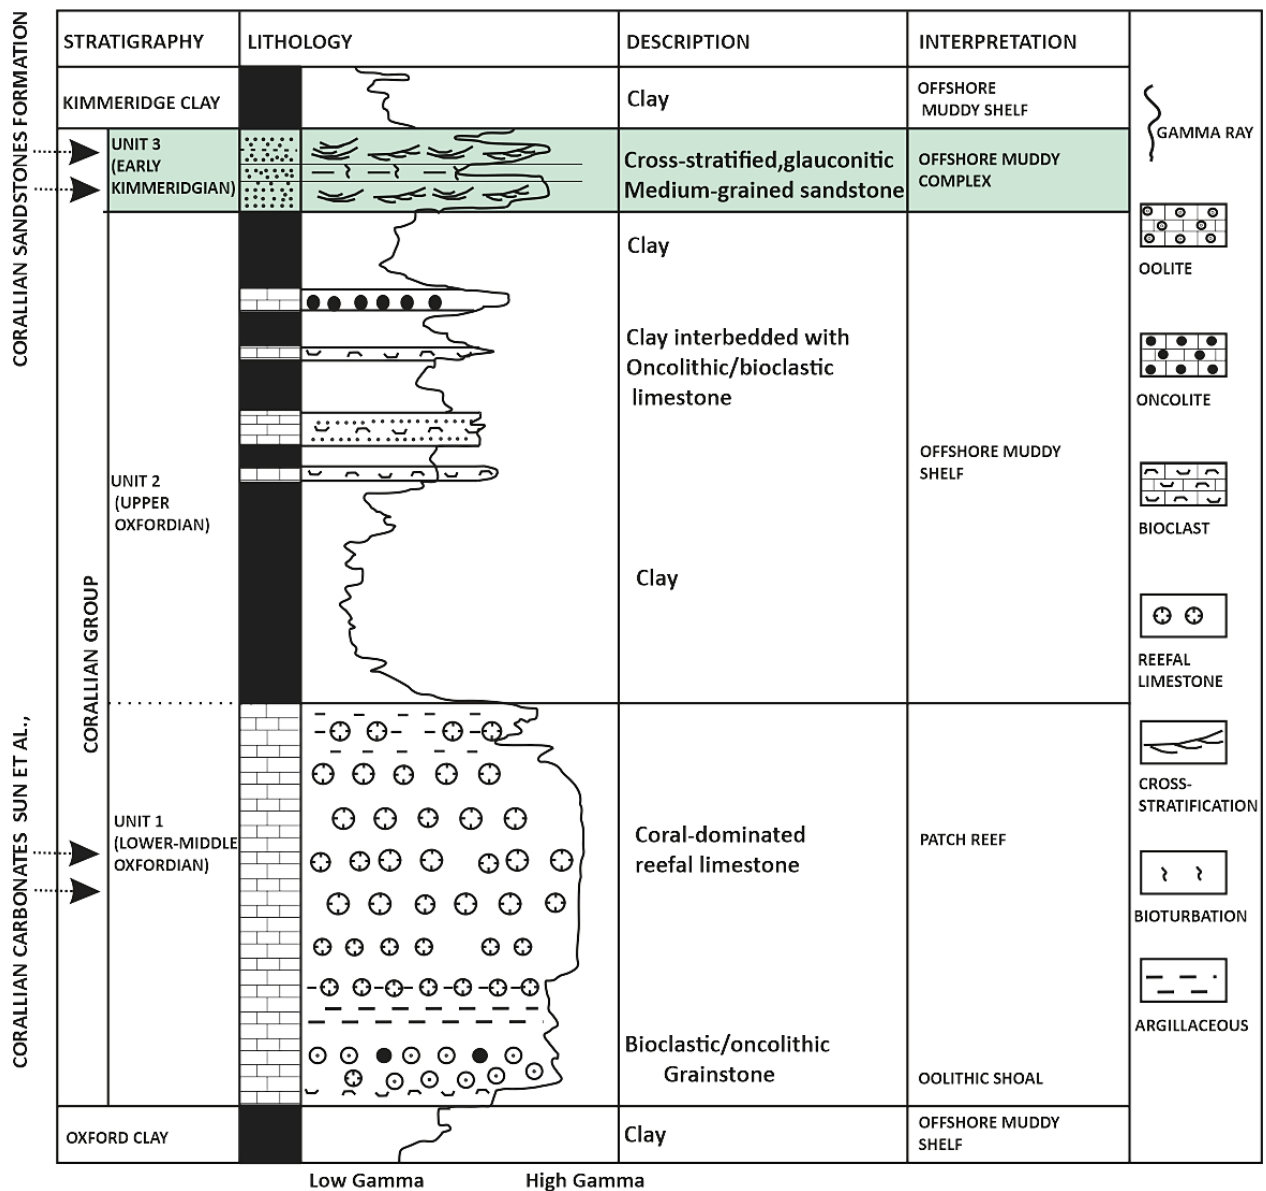 STRATIGRAPHY
LITHOLOGY
DESCRIPTION
INTERPRETATION
CORALLIAN SANDSTONES FORMATION
KIMMERIDGE CLAY
Clay
OFFSHORE
MUDDY SHELF
UNIT 3
(EARLY
KIMMERIDGIAN)
Cross-stratified,glauconitic
Medium-grained sandstone
OFFSHORE MUDDY
COMPLEX
Clay
Clay interbedded with
Oncolithic/bioclastic
limestone
CORALLIAN GROUP
UNIT 2
(UPPER
OXFORDIAN)
OFFSHORE MUDDY
SHELF
Clay
CORALLIAN CARBONATES SUN ET AL.,
UNIT 1
(LOWER-MIDDLE
OXFORDIAN)
Coral-dominated
reefal limestone
PATCH REEF
Bioclastic/oncolithic
Grainstone
OOLITHIC SHOAL
OXFORD CLAY
Clay
OFFSHORE MUDDY
SHELF
Low Gamma
High Gamma
GAMMA RAY
OOLITE
ONCOLITE
BIOCLAST
REEFAL
LIMESTONE
CROSS-
STRATIFICATION
BIOTURBATION
ARGILLACEOUS